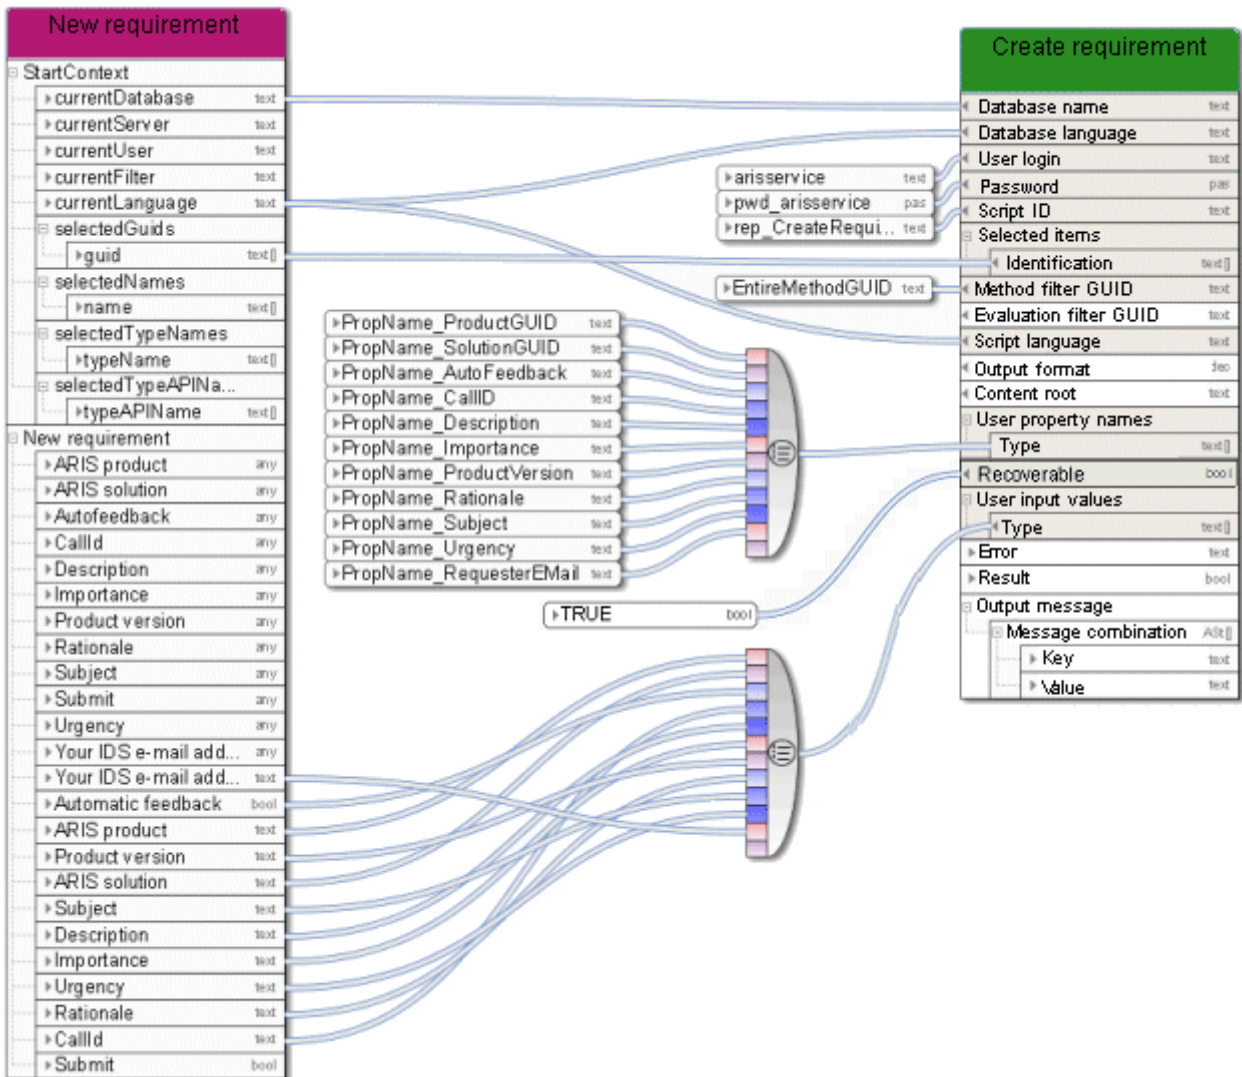 New requirement
StartContext
currentDatabase text
currentServer text
currentUser text
currentFilter text
currentLanguage text
selectedGuids
guid text[]
selectedNames
name text[]
selectedTypeNames
typeName text[]
selectedTypeAPINa...
typeAPIName text[]
New requirement
ARIS product any
ARIS solution any
Autofeedback any
CallId any
Description any
Importance any
Product version any
Rationale any
Subject any
Submit any
Urgency any
Your IDS e-mail add... any
Your IDS e-mail add... text
Automatic feedback bool
ARIS product text
Product version text
ARIS solution text
Subject text
Description text
Importance text
Urgency text
Rationale text
CallId text
Submit bool
arisservice text
pwd_arisservice pas
rep_CreateRequi... text
EntireMethodGUID text
PropName_ProductGUID text
PropName_SolutionGUID text
PropName_AutoFeedback text
PropName_CallID text
PropName_Description text
PropName_Importance text
PropName_ProductVersion text
PropName_Rationale text
PropName_Subject text
PropName_Urgency text
PropName_RequesterEMail text
TRUE bool
Create requirement
Database name text
Database language text
User login text
Password pas
Script ID text
Selected items
Identification text[]
Method filter GUID text
Evaluation filter GUID text
Script language text
Output format
Content root text
User property names
Type text[]
Recoverable bool
User input values
Type text[]
Error text
Result bool
Output message
Message combination
Key text
Value text